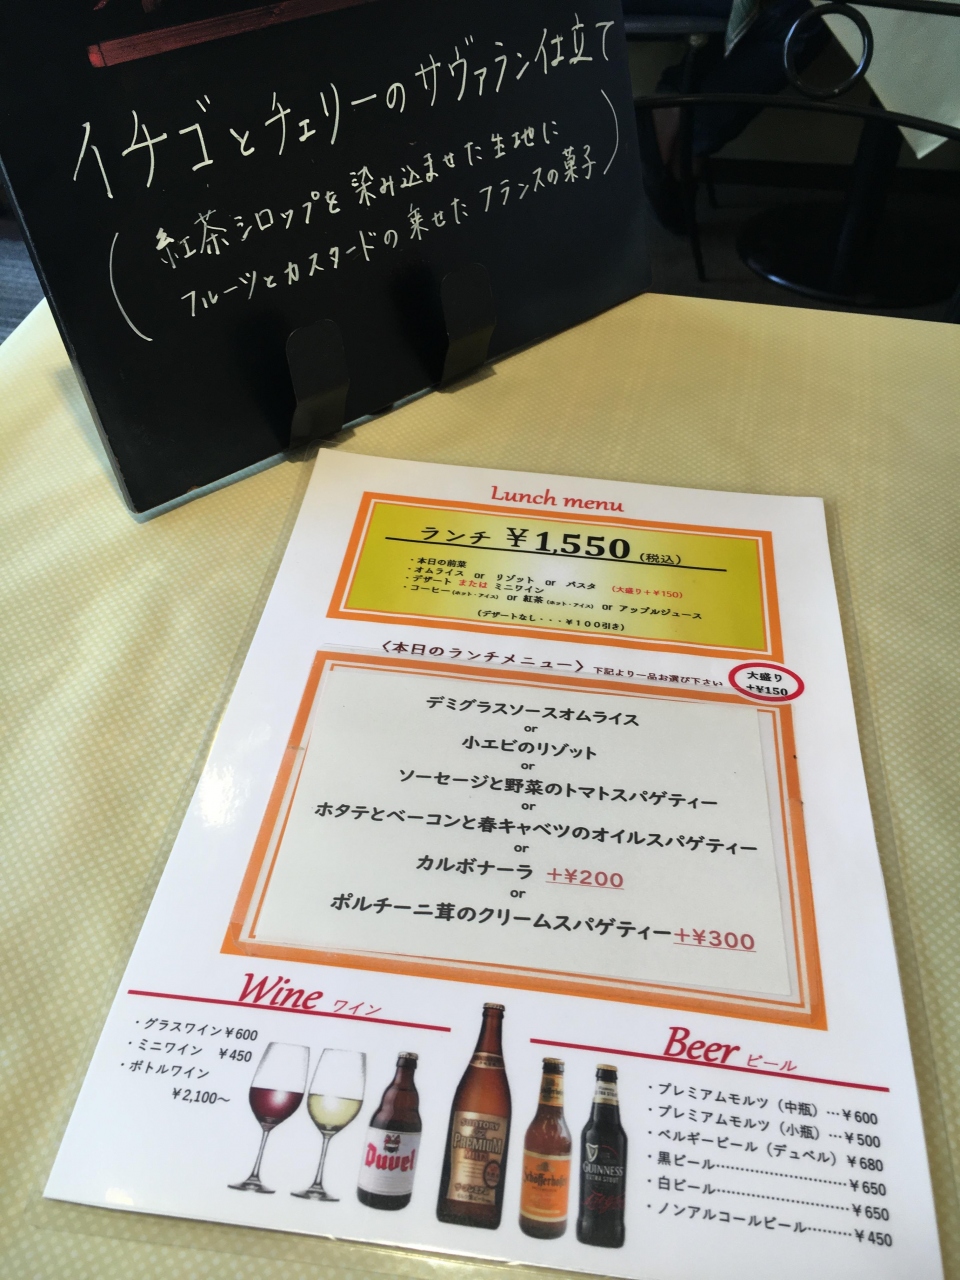 イチゴとチェリーのサヴァラン仕立て
(紅茶シロップを染み込ませた生地に
フルーツとカスタードの乗せたフランスの菓子)
Lunch menu
ランチ ¥1,550 (税込)
・本日の前菜
・オムライス or リゾット or パスタ (大盛り+¥150)
・デザート または ミニワイン
・コーヒー(ホット・アイス) or 紅茶(ホット・アイス) or アップルジュース
(デザートなし・・・¥100引き)
〈本日のランチメニュー〉下記より一品お選び下さい
大盛り
+¥150
デミグラスソースオムライス
or
小エビのリゾット
or
ソーセージと野菜のトマトスパゲティー
or
ホタテとベーコンと春キャベツのオイルスパゲティー
or
カルボナーラ +¥200
or
ポルチーニ茸のクリームスパゲティー+¥300
Wine ワイン
・グラスワイン¥600
・ミニワイン ¥450
・ボトルワイン
¥2,100〜
Duvel
SUNTORY
THE
PREMIUM
MALT'S
Schöfferhofer
GUINNESS
EXTRA STOUT
Beer ビール
・プレミアムモルツ(中瓶)…¥600
・プレミアムモルツ(小瓶)…¥500
・ベルギービール(デュベル)¥680
・黒ビール……………………¥650
・白ビール……………………¥650
・ノンアルコールビール………¥450